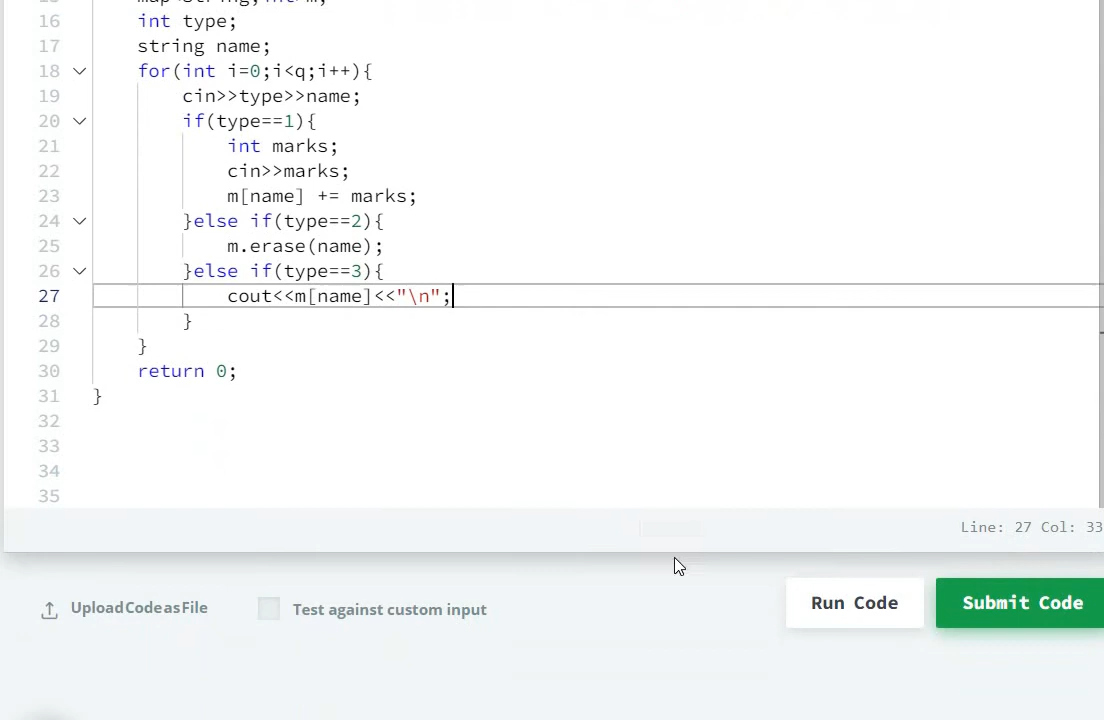 16 int type;
17 string name;
18 for(int i=0;i<q;i++){
19 cin>>type>>name;
20 if(type==1){
21 int marks;
22 cin>>marks;
23 m[name] += marks;
24 }else if(type==2){
25 m.erase(name);
26 }else if(type==3){
27 cout<<m[name]<<"\n";
28 }
29 }
30 return 0;
31 }
32
33
34
35
Line: 27 Col: 33
Upload Code as File
Test against custom input
Run Code
Submit Code